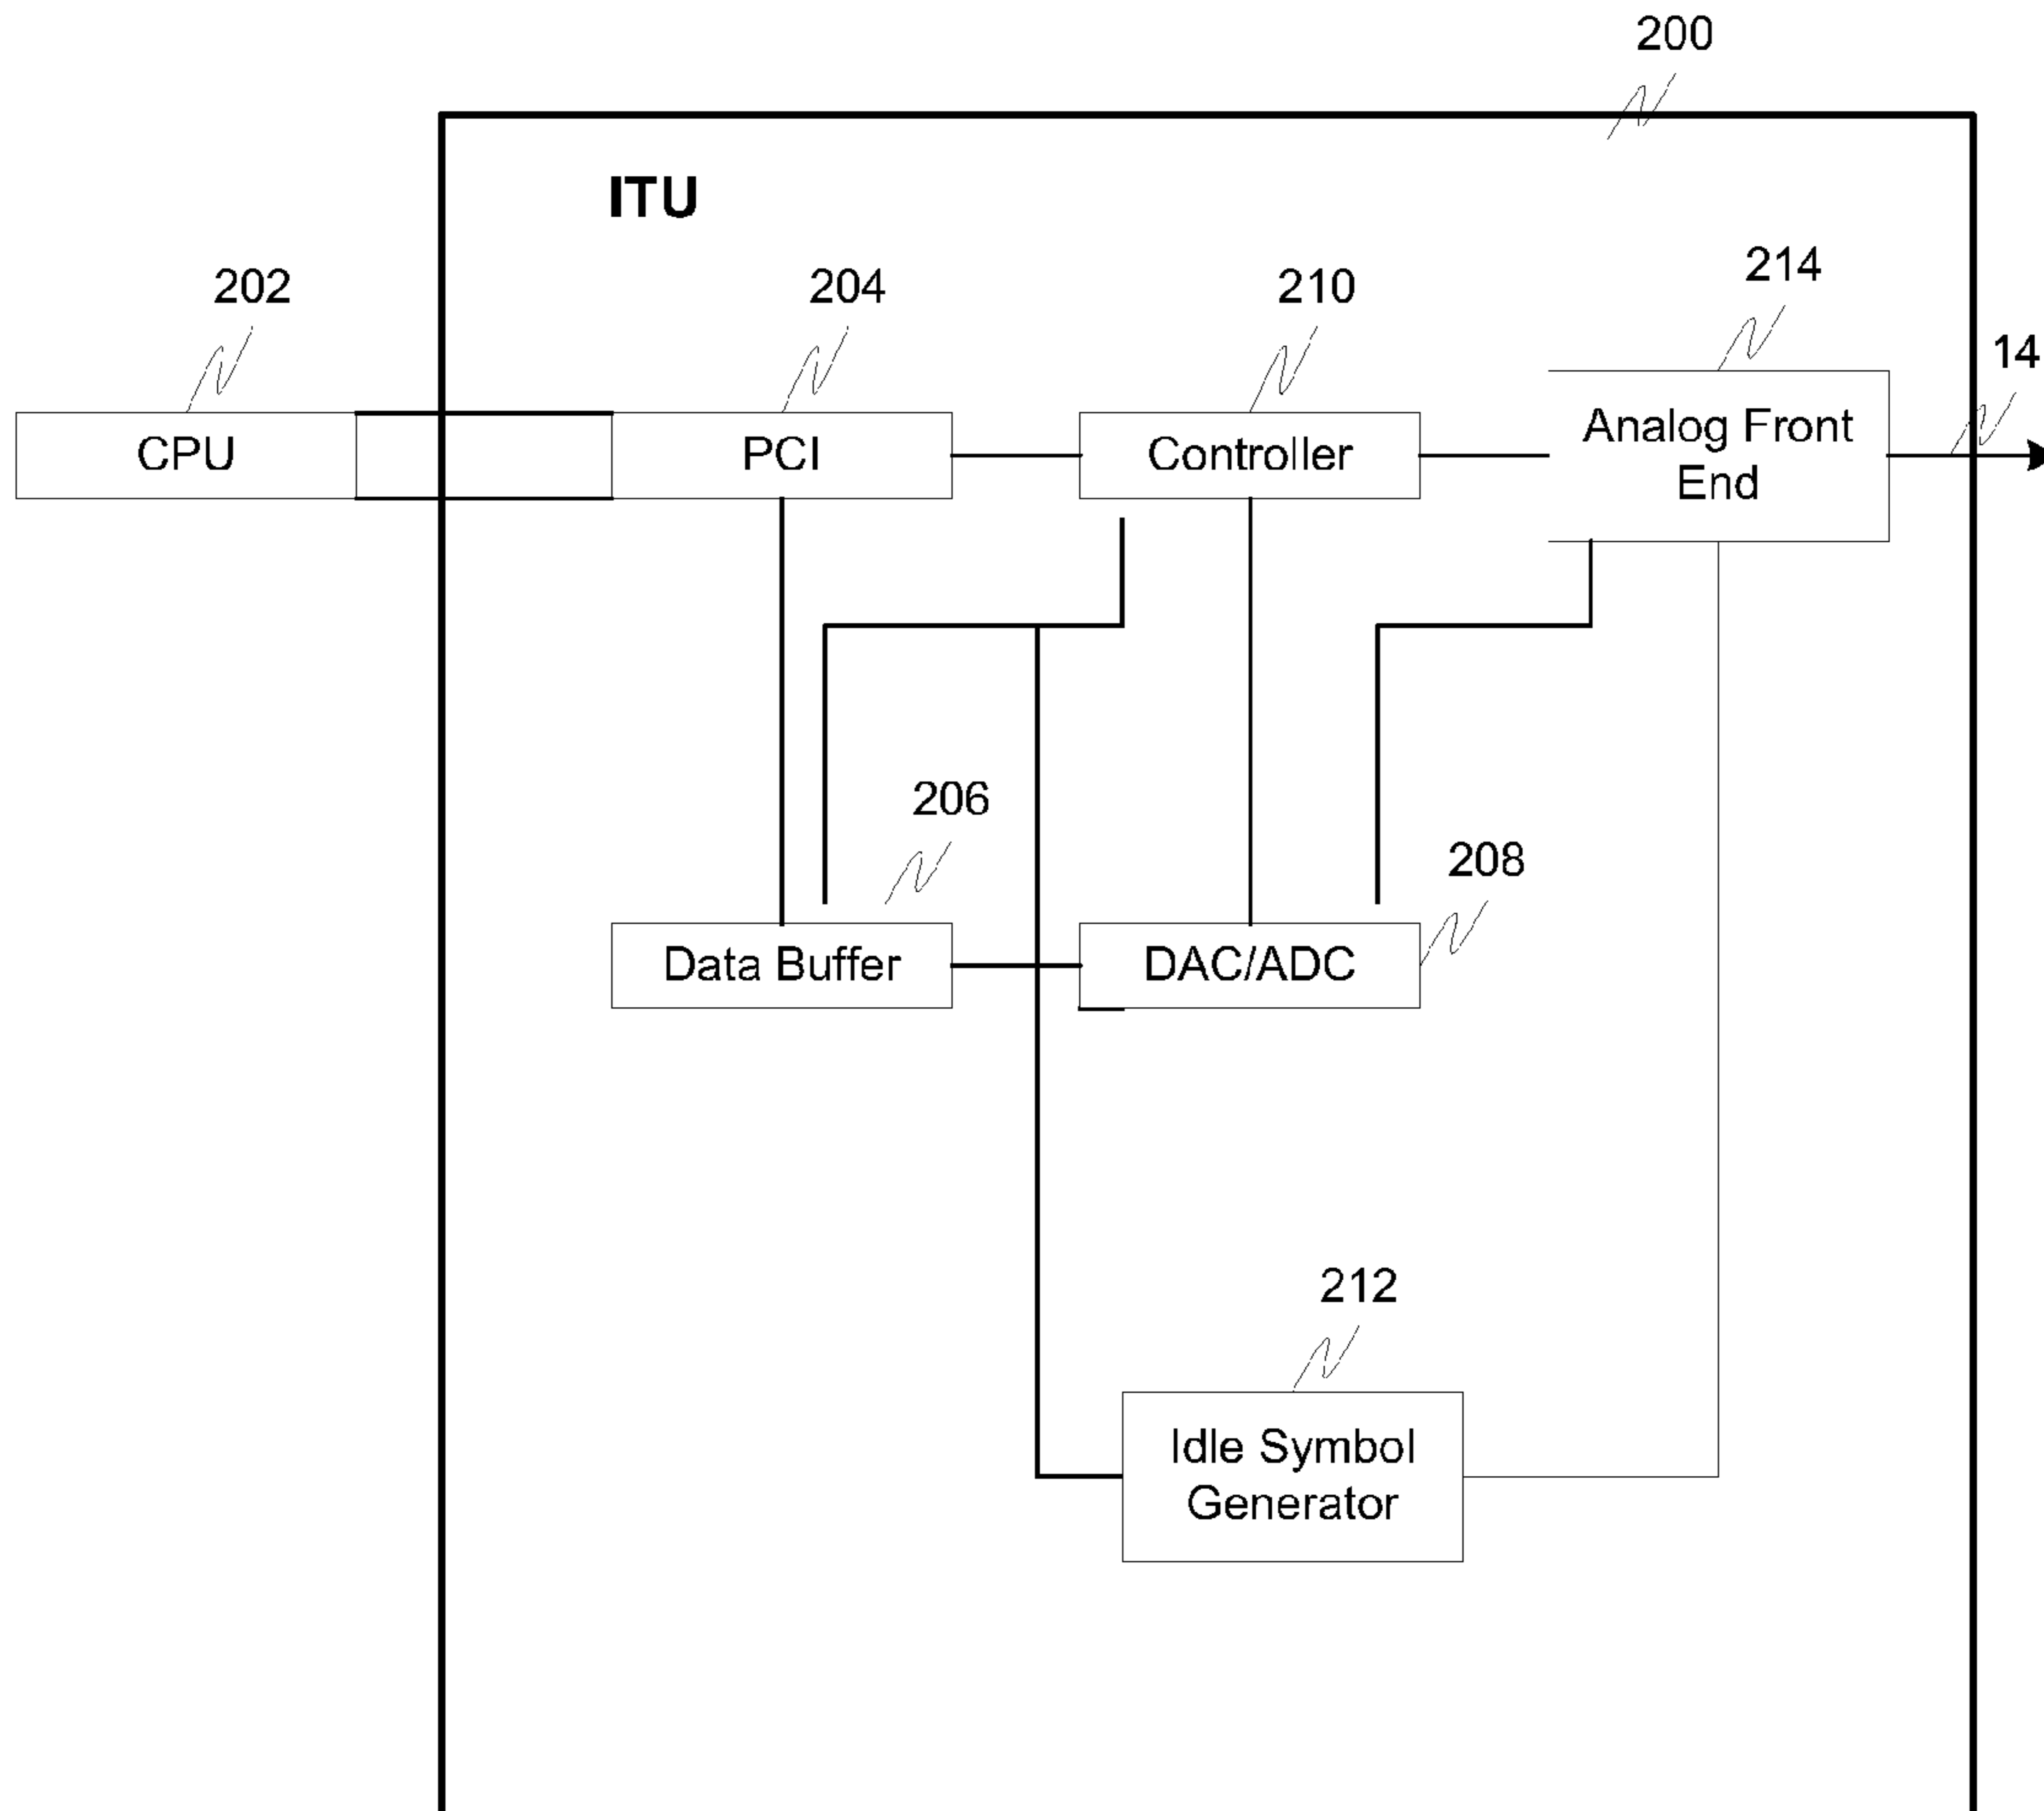 200
ITU
202
204
210
214
14
CPU
PCI
Controller
Analog Front
End
206
208
Data Buffer
DAC/ADC
212
Idle Symbol
Generator